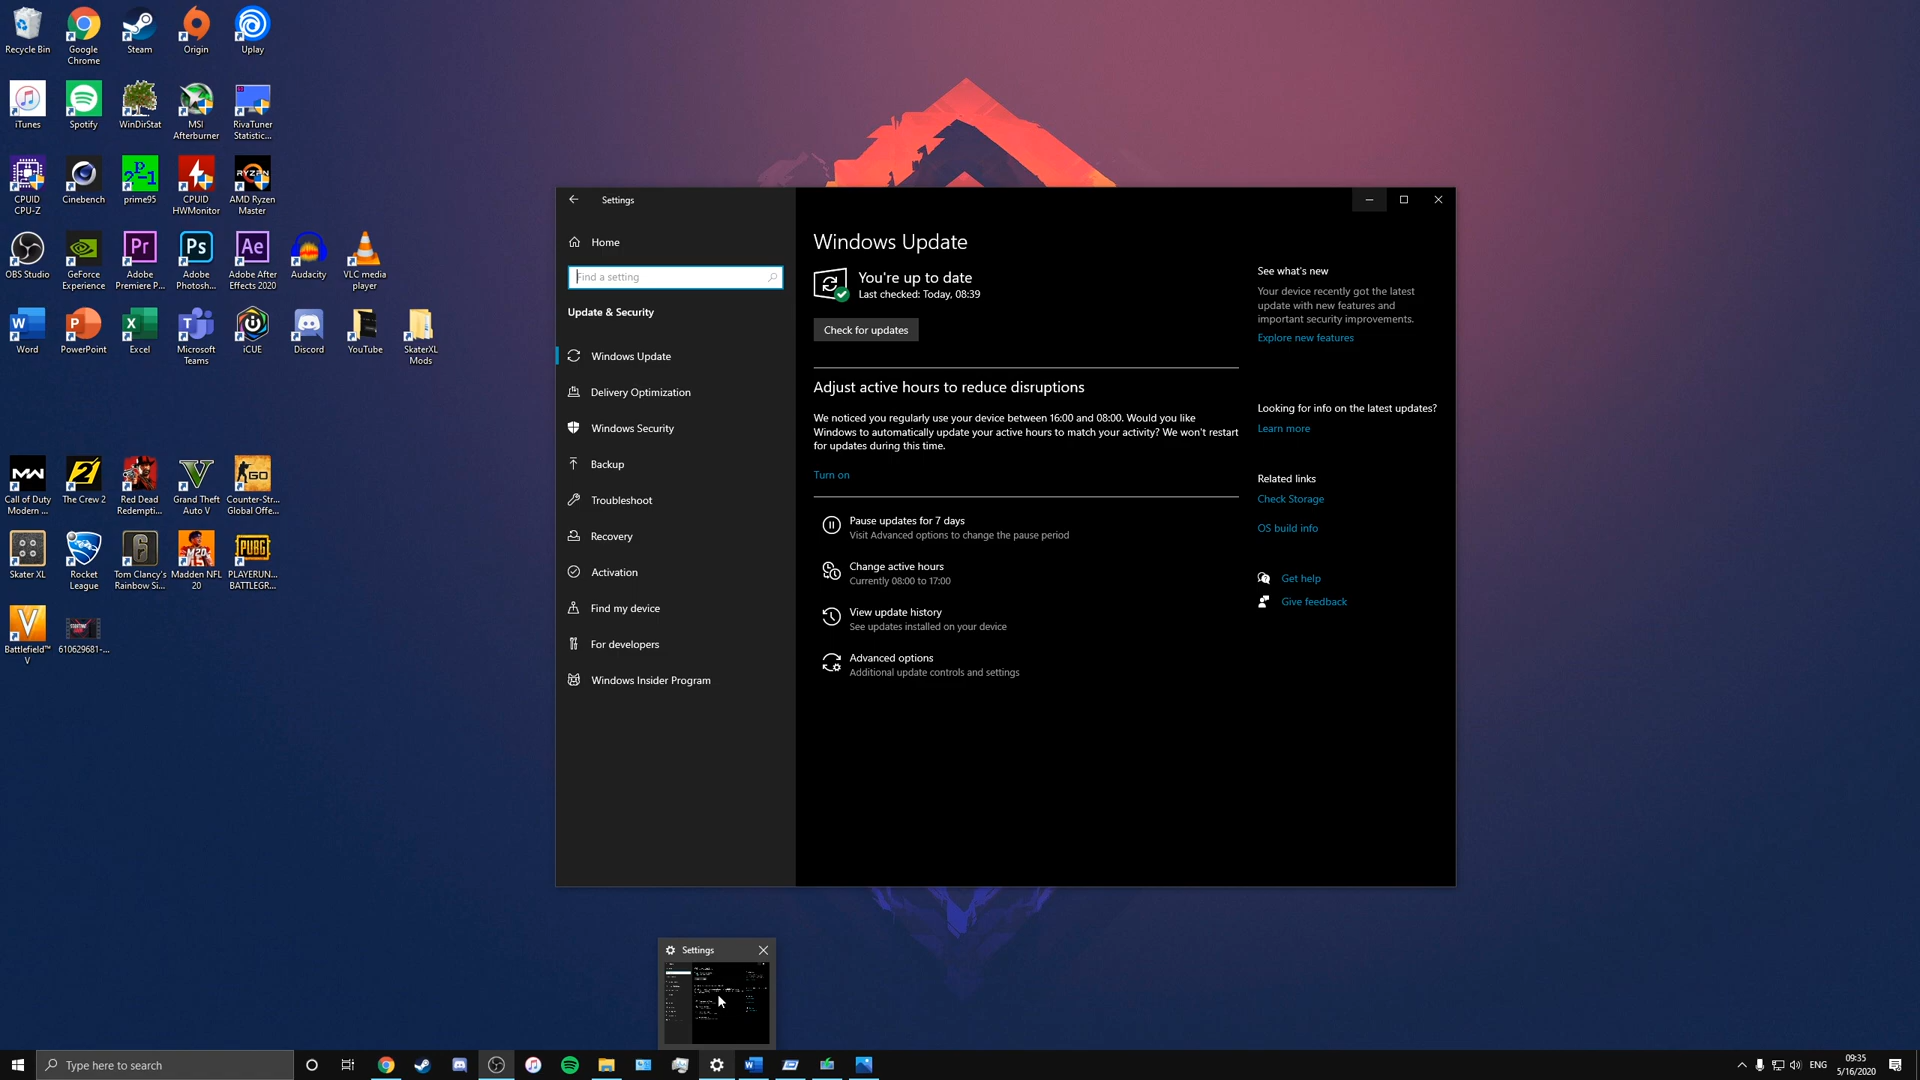 Recycle Bin
Google
Chrome
Steam
Origin
Uplay
iTunes
Spotify
WinDirStat
MSI
Afterburner
RivaTuner
Statistic...
CPUID
CPU-Z
Cinebench
prime95
CPUID
HWMonitor
AMD Ryzen
Master
OBS Studio
GeForce
Experience
Adobe
Premiere P...
Adobe
Photosh...
Adobe After
Effects 2020
Audacity
VLC media
player
Word
PowerPoint
Excel
Microsoft
Teams
iCUE
Discord
YouTube
SkaterXL
Mods
Call of Duty
Modern ...
The Crew 2
Red Dead
Redempti...
Grand Theft
Auto V
Counter-Str...
Global Offe...
Skater XL
Rocket
League
Tom Clancy's
Rainbow Si...
Madden NFL
20
PLAYERUN...
BATTLEGR...
Battlefield™
V
610629681-...
Settings
Home
Find a setting
Update & Security
Windows Update
Delivery Optimization
Windows Security
Backup
Troubleshoot
Recovery
Activation
Find my device
For developers
Windows Insider Program
Windows Update
You're up to date
Last checked: Today, 08:39
Check for updates
Adjust active hours to reduce disruptions
We noticed you regularly use your device between 16:00 and 08:00. Would you like
Windows to automatically update your active hours to match your activity? We won't restart
for updates during this time.
Turn on
Pause updates for 7 days
Visit Advanced options to change the pause period
Change active hours
Currently 08:00 to 17:00
View update history
See updates installed on your device
Advanced options
Additional update controls and settings
See what's new
Your device recently got the latest
update with new features and
important security improvements.
Explore new features
Looking for info on the latest updates?
Learn more
Related links
Check Storage
OS build info
Get help
Give feedback
Settings
Type here to search
ENG
09:35
5/16/2020